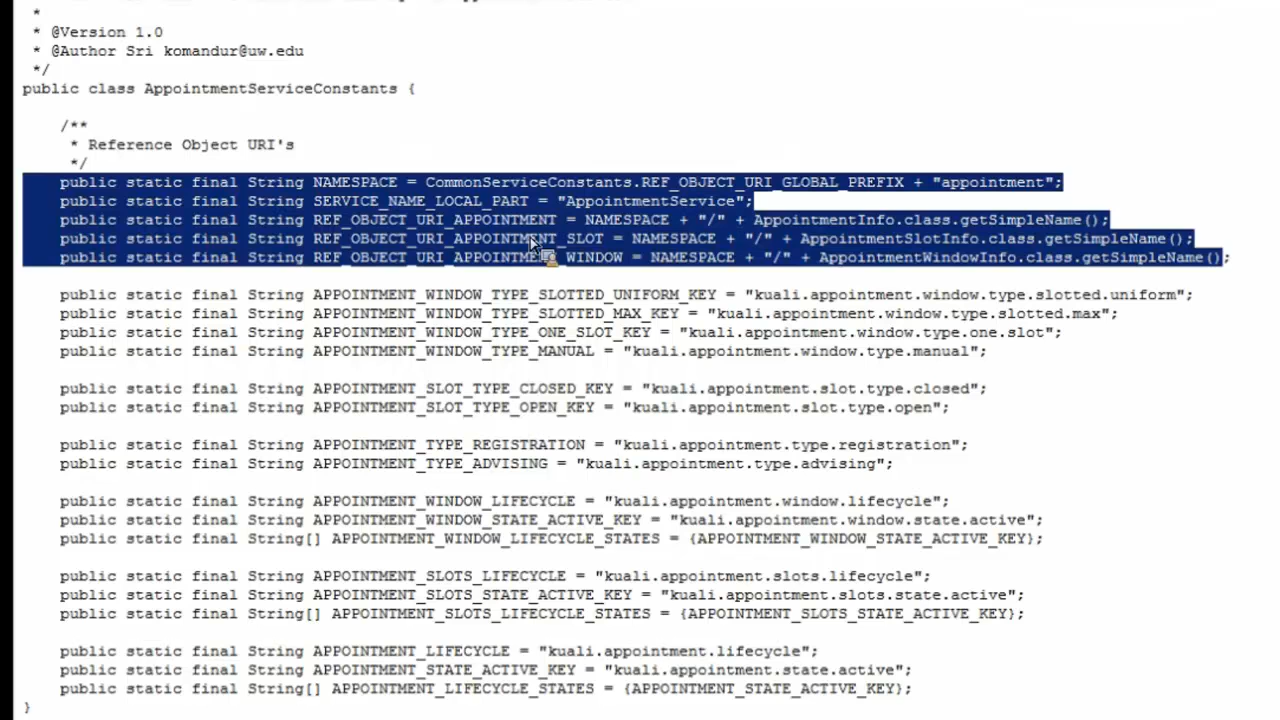 *
* @Version 1.0
* @Author Sri komandur@uw.edu
*/
public class AppointmentServiceConstants {
/**
* Reference Object URI's
*/
public static final String NAMESPACE = CommonServiceConstants.REF_OBJECT_URI_GLOBAL_PREFIX + "appointment";
public static final String SERVICE_NAME_LOCAL_PART = "AppointmentService";
public static final String REF_OBJECT_URI_APPOINTMENT = NAMESPACE + "/" + AppointmentInfo.class.getSimpleName();
public static final String REF_OBJECT_URI_APPOINTMENT_SLOT = NAMESPACE + "/" + AppointmentSlotInfo.class.getSimpleName();
public static final String REF_OBJECT_URI_APPOINTMENT_WINDOW = NAMESPACE + "/" + AppointmentWindowInfo.class.getSimpleName();
public static final String APPOINTMENT_WINDOW_TYPE_SLOTTED_UNIFORM_KEY = "kuali.appointment.window.type.slotted.uniform";
public static final String APPOINTMENT_WINDOW_TYPE_SLOTTED_MAX_KEY = "kuali.appointment.window.type.slotted.max";
public static final String APPOINTMENT_WINDOW_TYPE_ONE_SLOT_KEY = "kuali.appointment.window.type.one.slot";
public static final String APPOINTMENT_WINDOW_TYPE_MANUAL = "kuali.appointment.window.type.manual";
public static final String APPOINTMENT_SLOT_TYPE_CLOSED_KEY = "kuali.appointment.slot.type.closed";
public static final String APPOINTMENT_SLOT_TYPE_OPEN_KEY = "kuali.appointment.slot.type.open";
public static final String APPOINTMENT_TYPE_REGISTRATION = "kuali.appointment.type.registration";
public static final String APPOINTMENT_TYPE_ADVISING = "kuali.appointment.type.advising";
public static final String APPOINTMENT_WINDOW_LIFECYCLE = "kuali.appointment.window.lifecycle";
public static final String APPOINTMENT_WINDOW_STATE_ACTIVE_KEY = "kuali.appointment.window.state.active";
public static final String[] APPOINTMENT_WINDOW_LIFECYCLE_STATES = {APPOINTMENT_WINDOW_STATE_ACTIVE_KEY};
public static final String APPOINTMENT_SLOTS_LIFECYCLE = "kuali.appointment.slots.lifecycle";
public static final String APPOINTMENT_SLOTS_STATE_ACTIVE_KEY = "kuali.appointment.slots.state.active";
public static final String[] APPOINTMENT_SLOTS_LIFECYCLE_STATES = {APPOINTMENT_SLOTS_STATE_ACTIVE_KEY};
public static final String APPOINTMENT_LIFECYCLE = "kuali.appointment.lifecycle";
public static final String APPOINTMENT_STATE_ACTIVE_KEY = "kuali.appointment.state.active";
public static final String[] APPOINTMENT_LIFECYCLE_STATES = {APPOINTMENT_STATE_ACTIVE_KEY};
}